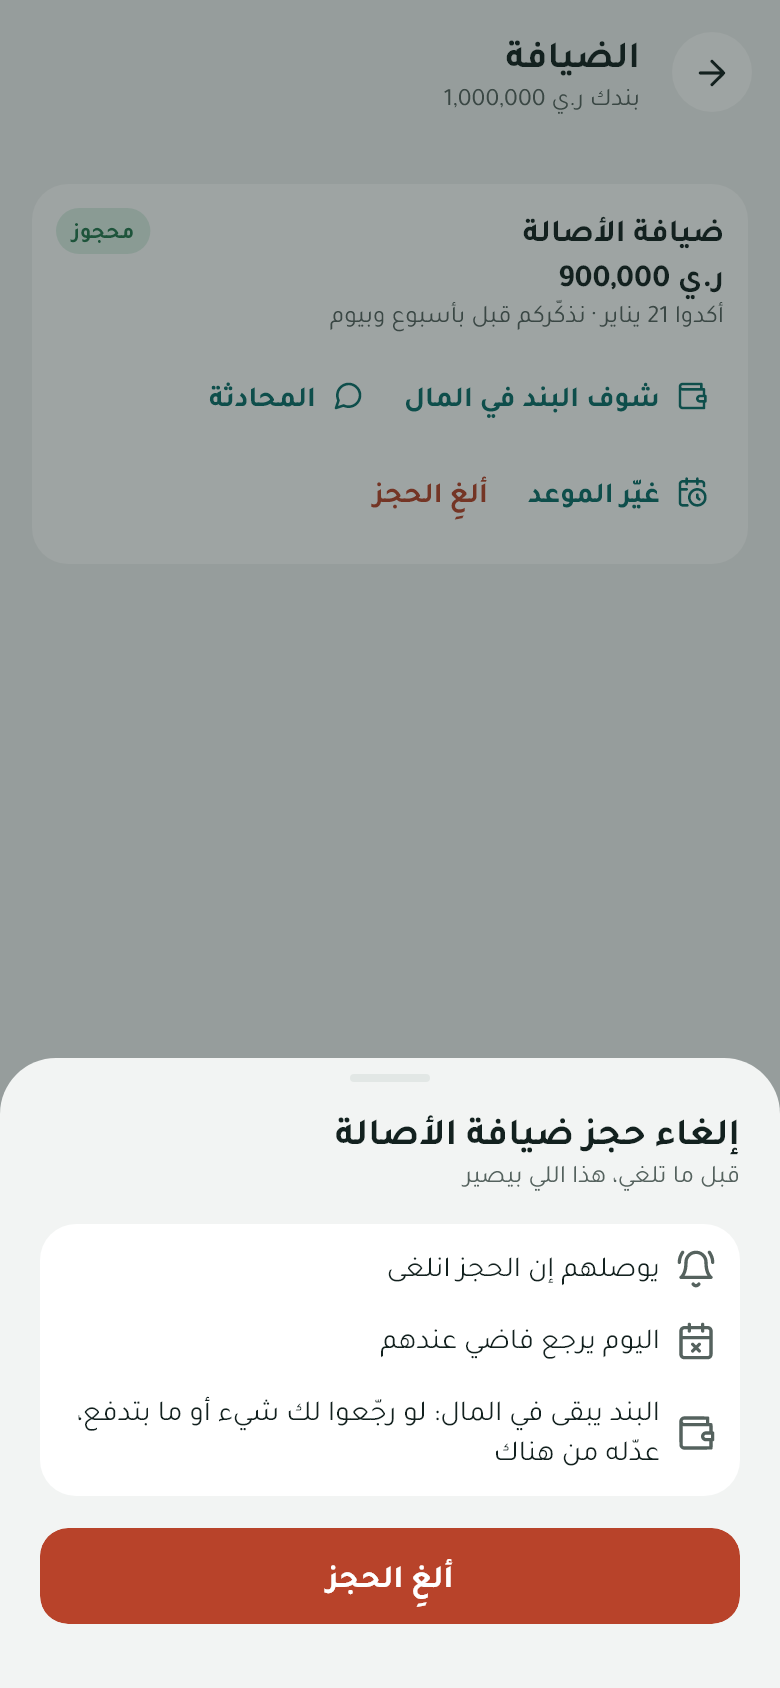 الضيافة
بندك ر.ي 1,000,000
ضيافة الأصالة
محجوز
ر.ي 900,000
أكدوا 21 يناير · نذكّركم قبل بأسبوع وبيوم
شوف البند في المال
المحادثة
غيّر الموعد
ألغِ الحجز
إلغاء حجز ضيافة الأصالة
قبل ما تلغي، هذا اللي بيصير
يوصلهم إن الحجز انلغى
اليوم يرجع فاضي عندهم
البند يبقى في المال: لو رجّعوا لك شيء أو ما بتدفع،
عدّله من هناك
ألغِ الحجز